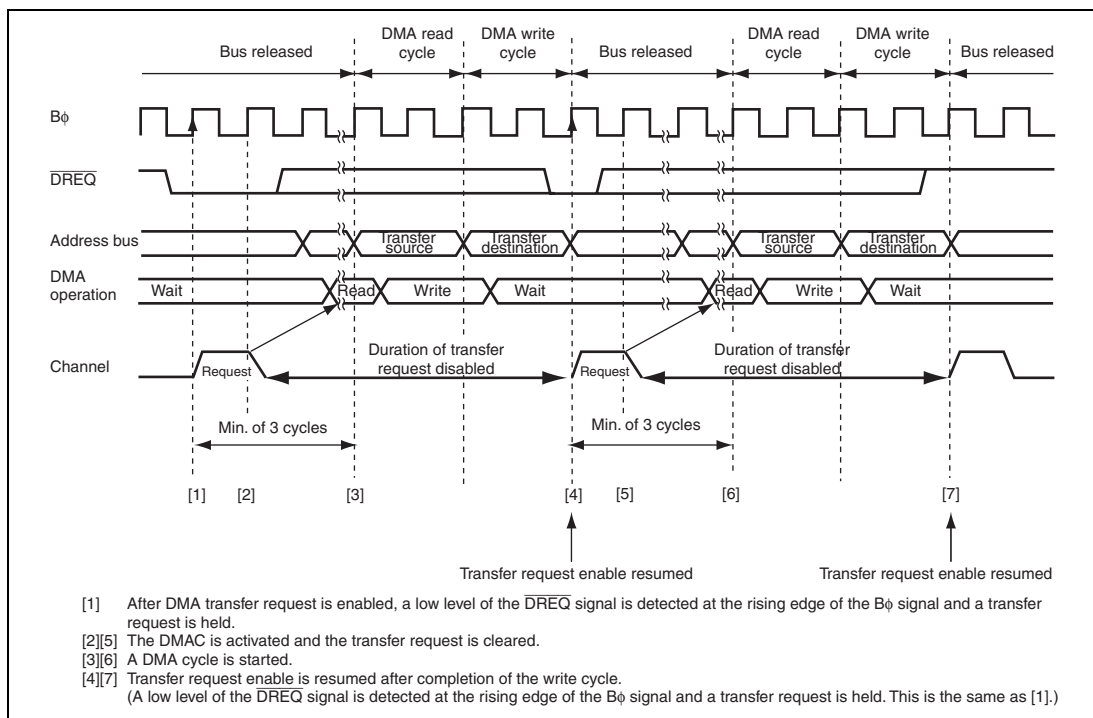 DMA read cycle
DMA write cycle
DMA read cycle
DMA write cycle
Bus released
Bus released
Bus released
Bϕ
DREQ
Address bus
Transfer source
Transfer destination
Transfer source
Transfer destination
DMA operation
Wait
Read
Write
Wait
Read
Write
Wait
Channel
Request
Duration of transfer request disabled
Request
Duration of transfer request disabled
Min. of 3 cycles
Min. of 3 cycles
[1]
[2]
[3]
[4]
[5]
[6]
[7]
Transfer request enable resumed
Transfer request enable resumed
[1] After DMA transfer request is enabled, a low level of the DREQ signal is detected at the rising edge of the Bϕ signal and a transfer
request is held.
[2][5] The DMAC is activated and the transfer request is cleared.
[3][6] A DMA cycle is started.
[4][7] Transfer request enable is resumed after completion of the write cycle.
(A low level of the DREQ signal is detected at the rising edge of the Bϕ signal and a transfer request is held. This is the same as [1].)